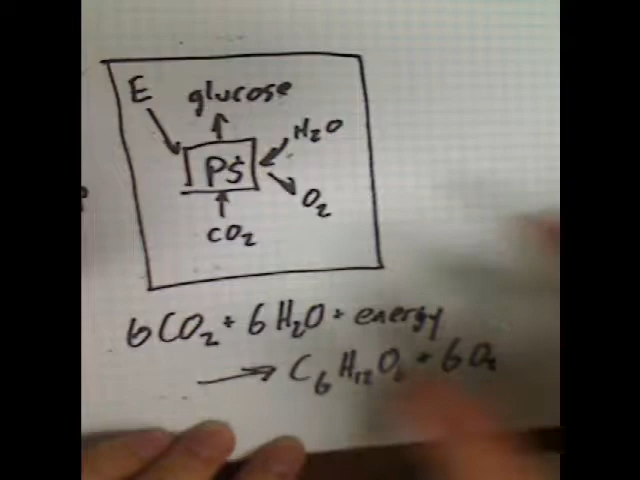 E
glucose
H2O
PS
O2
CO2
6CO2 + 6H2O + energy
→ C6H12O6 + 6O2